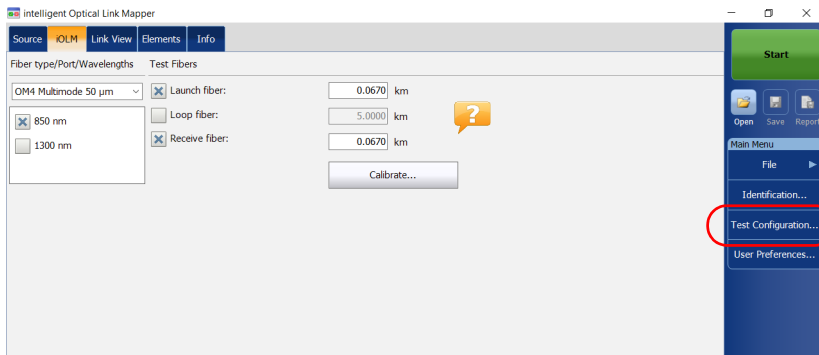 intelligent Optical Link Mapper
Source iOLM Link View Elements Info
Fiber type/Port/Wavelengths Test Fibers
OM4 Multimode 50 µm
850 nm
1300 nm
Launch fiber: 0.0670 km
Loop fiber: 5.0000 km
Receive fiber: 0.0670 km
?
Calibrate...
Start
Open Save Report
Main Menu
File
Identification...
Test Configuration...
User Preferences...